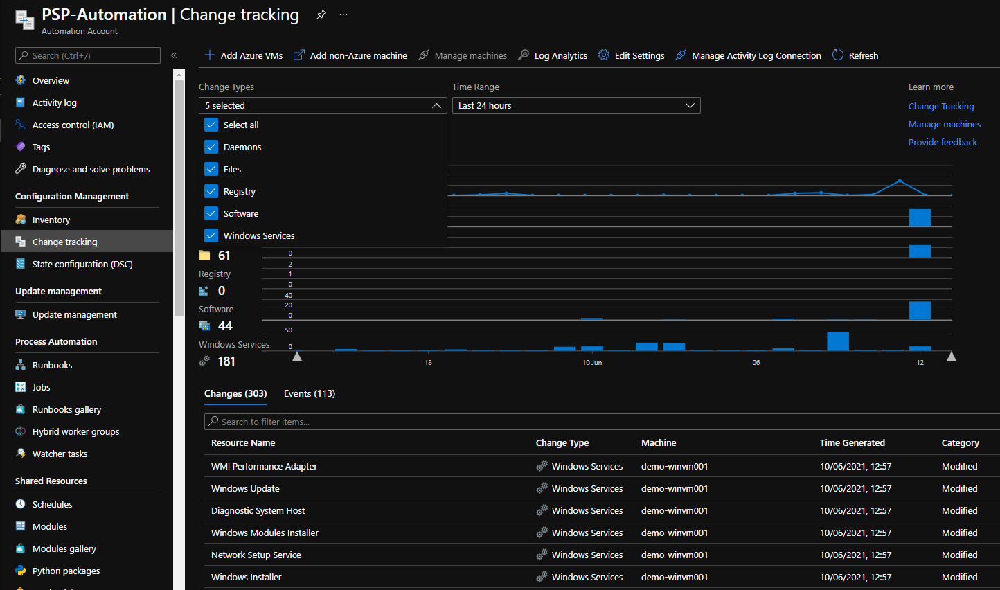 PSP-Automation | Change tracking
Automation Account
Search (Ctrl+/)
Overview
Activity log
Access control (IAM)
Tags
Diagnose and solve problems
Configuration Management
Inventory
Change tracking
State configuration (DSC)
Update management
Update management
Process Automation
Runbooks
Jobs
Runbooks gallery
Hybrid worker groups
Watcher tasks
Shared Resources
Schedules
Modules
Modules gallery
Python packages
Add Azure VMs
Add non-Azure machine
Manage machines
Log Analytics
Edit Settings
Manage Activity Log Connection
Refresh
Change Types
5 selected
Select all
Daemons
Files
Registry
Software
Windows Services
Time Range
Last 24 hours
Learn more
Change Tracking
Manage machines
Provide feedback
61
0
Registry
0
2
1
0
Software
44
40
20
0
Windows Services
181
50
0
18
10 Jun
06
12
Changes (303)
Events (113)
Search to filter items...
Resource Name Change Type Machine Time Generated Category
WMI Performance Adapter Windows Services demo-winvm001 10/06/2021, 12:57 Modified
Windows Update Windows Services demo-winvm001 10/06/2021, 12:57 Modified
Diagnostic System Host Windows Services demo-winvm001 10/06/2021, 12:57 Modified
Windows Modules Installer Windows Services demo-winvm001 10/06/2021, 12:57 Modified
Network Setup Service Windows Services demo-winvm001 10/06/2021, 12:57 Modified
Windows Installer Windows Services demo-winvm001 10/06/2021, 12:57 Modified